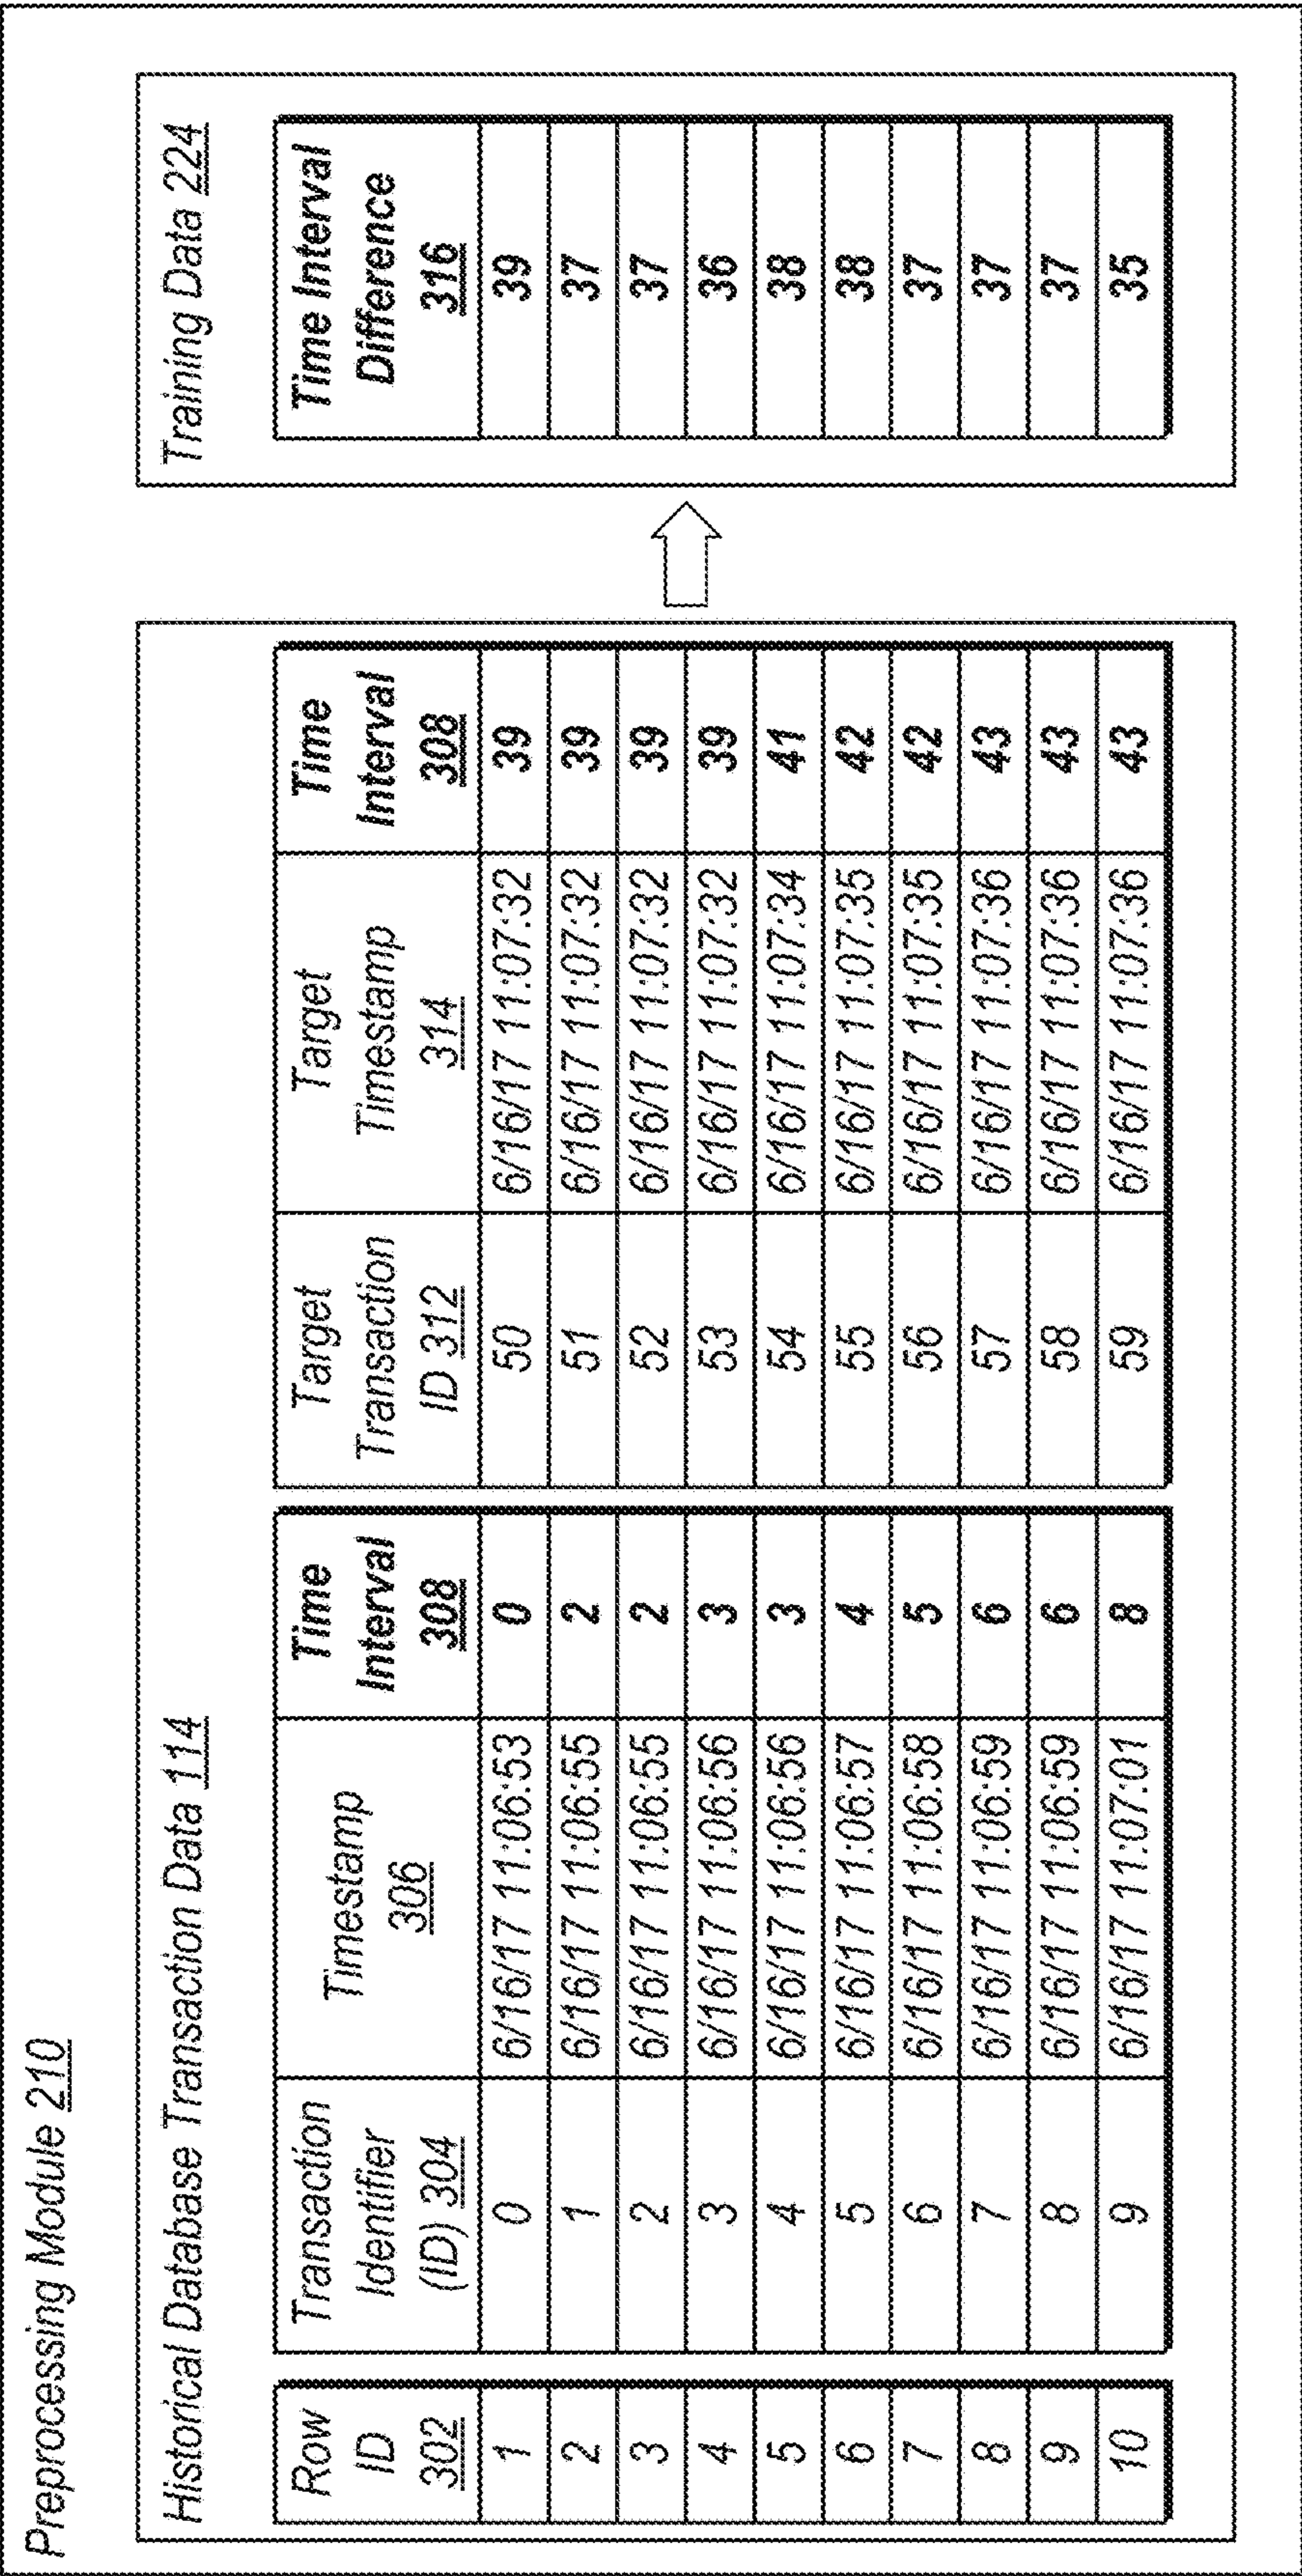 Preprocessing Module 210
Historical Database Transaction Data 114
Row
ID
302
Transaction
Identifier
(ID) 304
Timestamp
306
Time
Interval
308
Target
Transaction
ID 312
Target
Timestamp
314
Time
Interval
308
1 0 6/16/17 11:06:53 0 50 6/16/17 11:07:32 39
2 1 6/16/17 11:06:55 2 51 6/16/17 11:07:32 39
3 2 6/16/17 11:06:55 2 52 6/16/17 11:07:32 39
4 3 6/16/17 11:06:56 3 53 6/16/17 11:07:32 39
5 4 6/16/17 11:06:56 3 54 6/16/17 11:07:34 41
6 5 6/16/17 11:06:57 4 55 6/16/17 11:07:35 42
7 6 6/16/17 11:06:58 5 56 6/16/17 11:07:35 42
8 7 6/16/17 11:06:59 6 57 6/16/17 11:07:36 43
9 8 6/16/17 11:06:59 6 58 6/16/17 11:07:36 43
10 9 6/16/17 11:07:01 8 59 6/16/17 11:07:36 43
Training Data 224
Time Interval
Difference
316
39
37
37
36
38
38
37
37
37
35